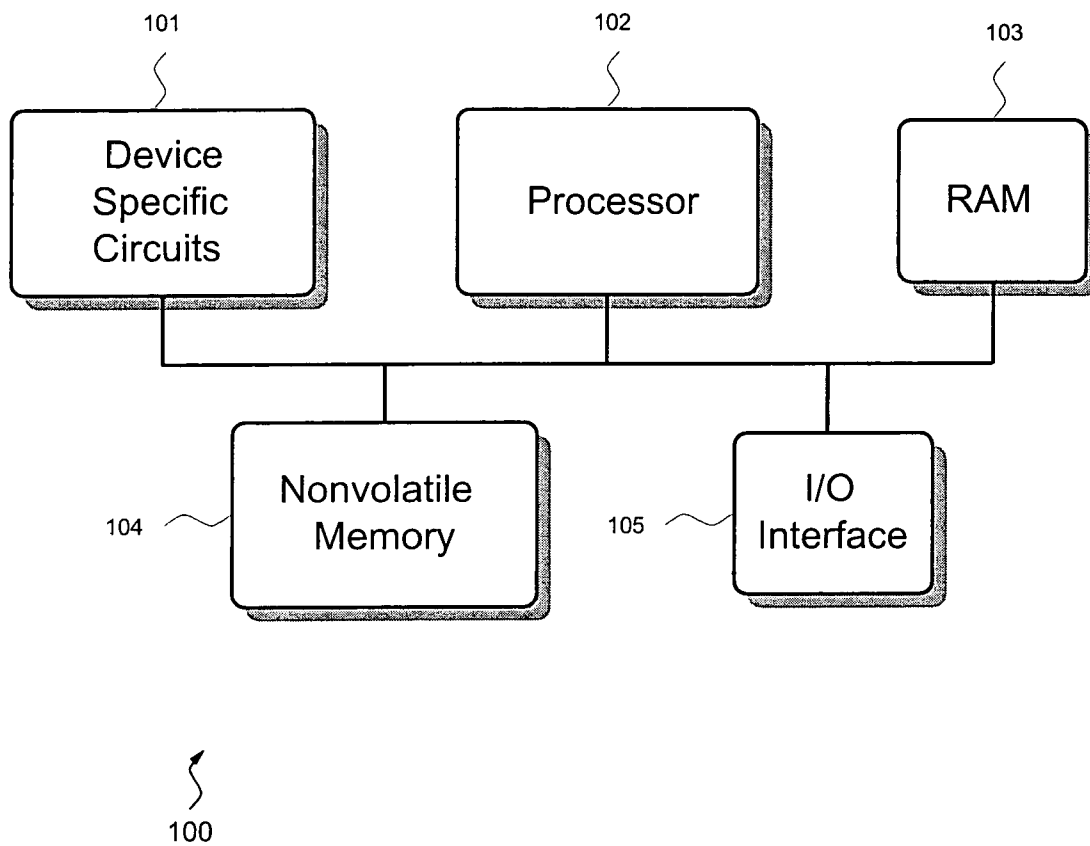 101
102
103
Device
Specific
Circuits
Processor
RAM
Nonvolatile
Memory
104
I/O
Interface
105
100